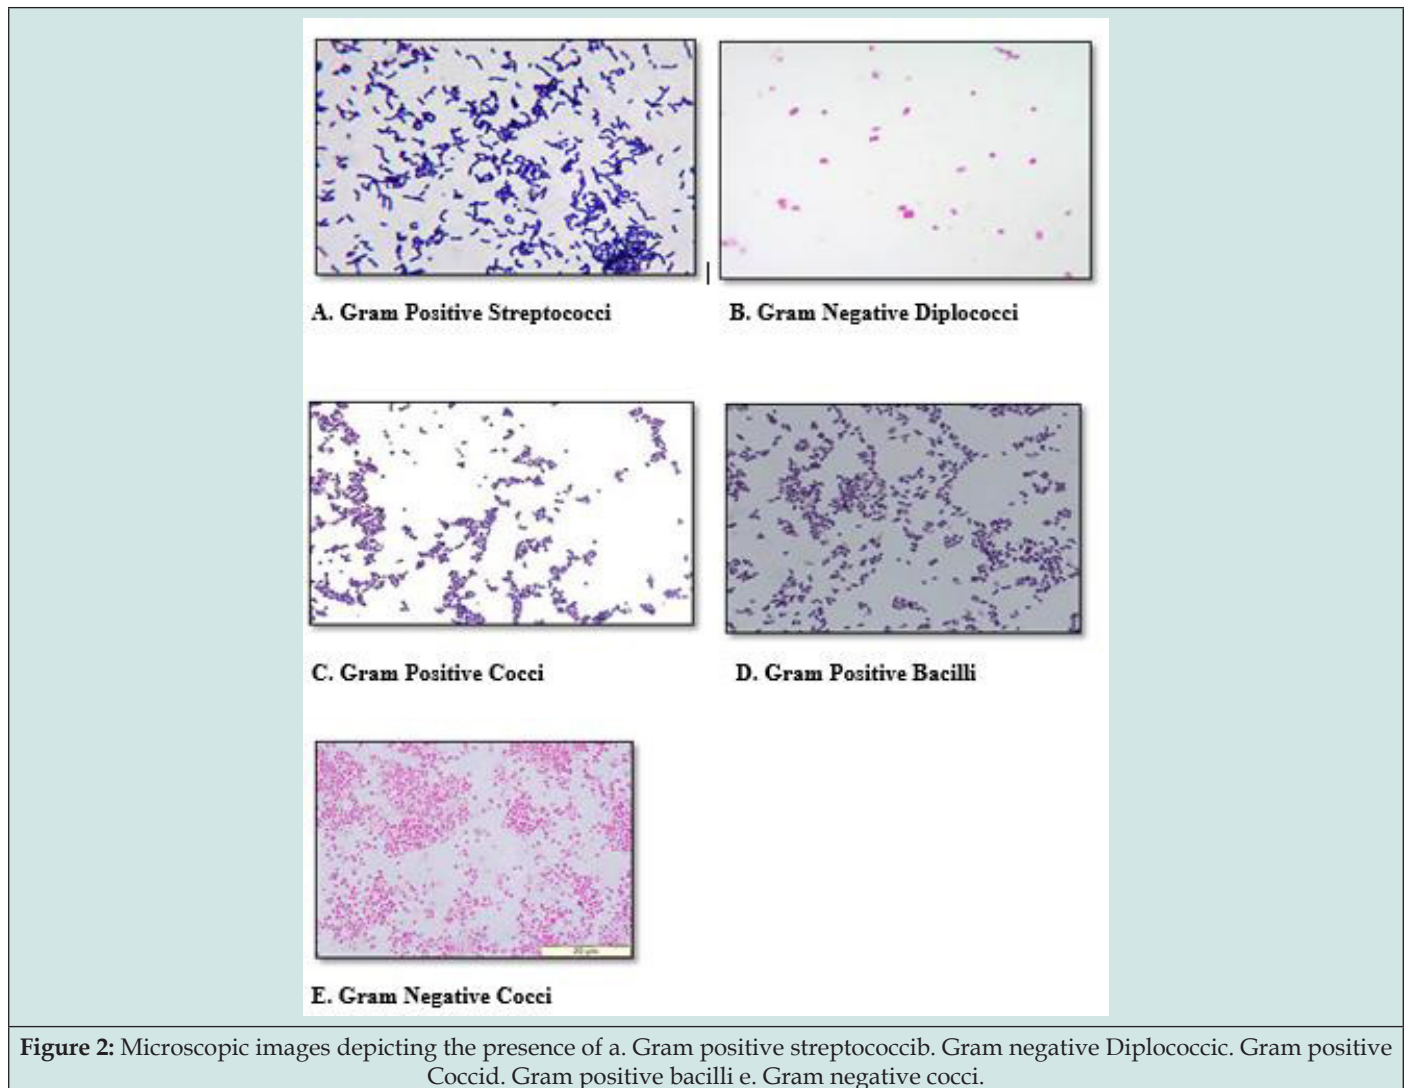 A. Gram Positive Streptococci
B. Gram Negative Diplococci
C. Gram Positive Cocci
D. Gram Positive Bacilli
E. Gram Negative Cocci
Figure 2: Microscopic images depicting the presence of a. Gram positive streptococcib. Gram negative Diplococcic. Gram positive
Coccid. Gram positive bacilli e. Gram negative cocci.